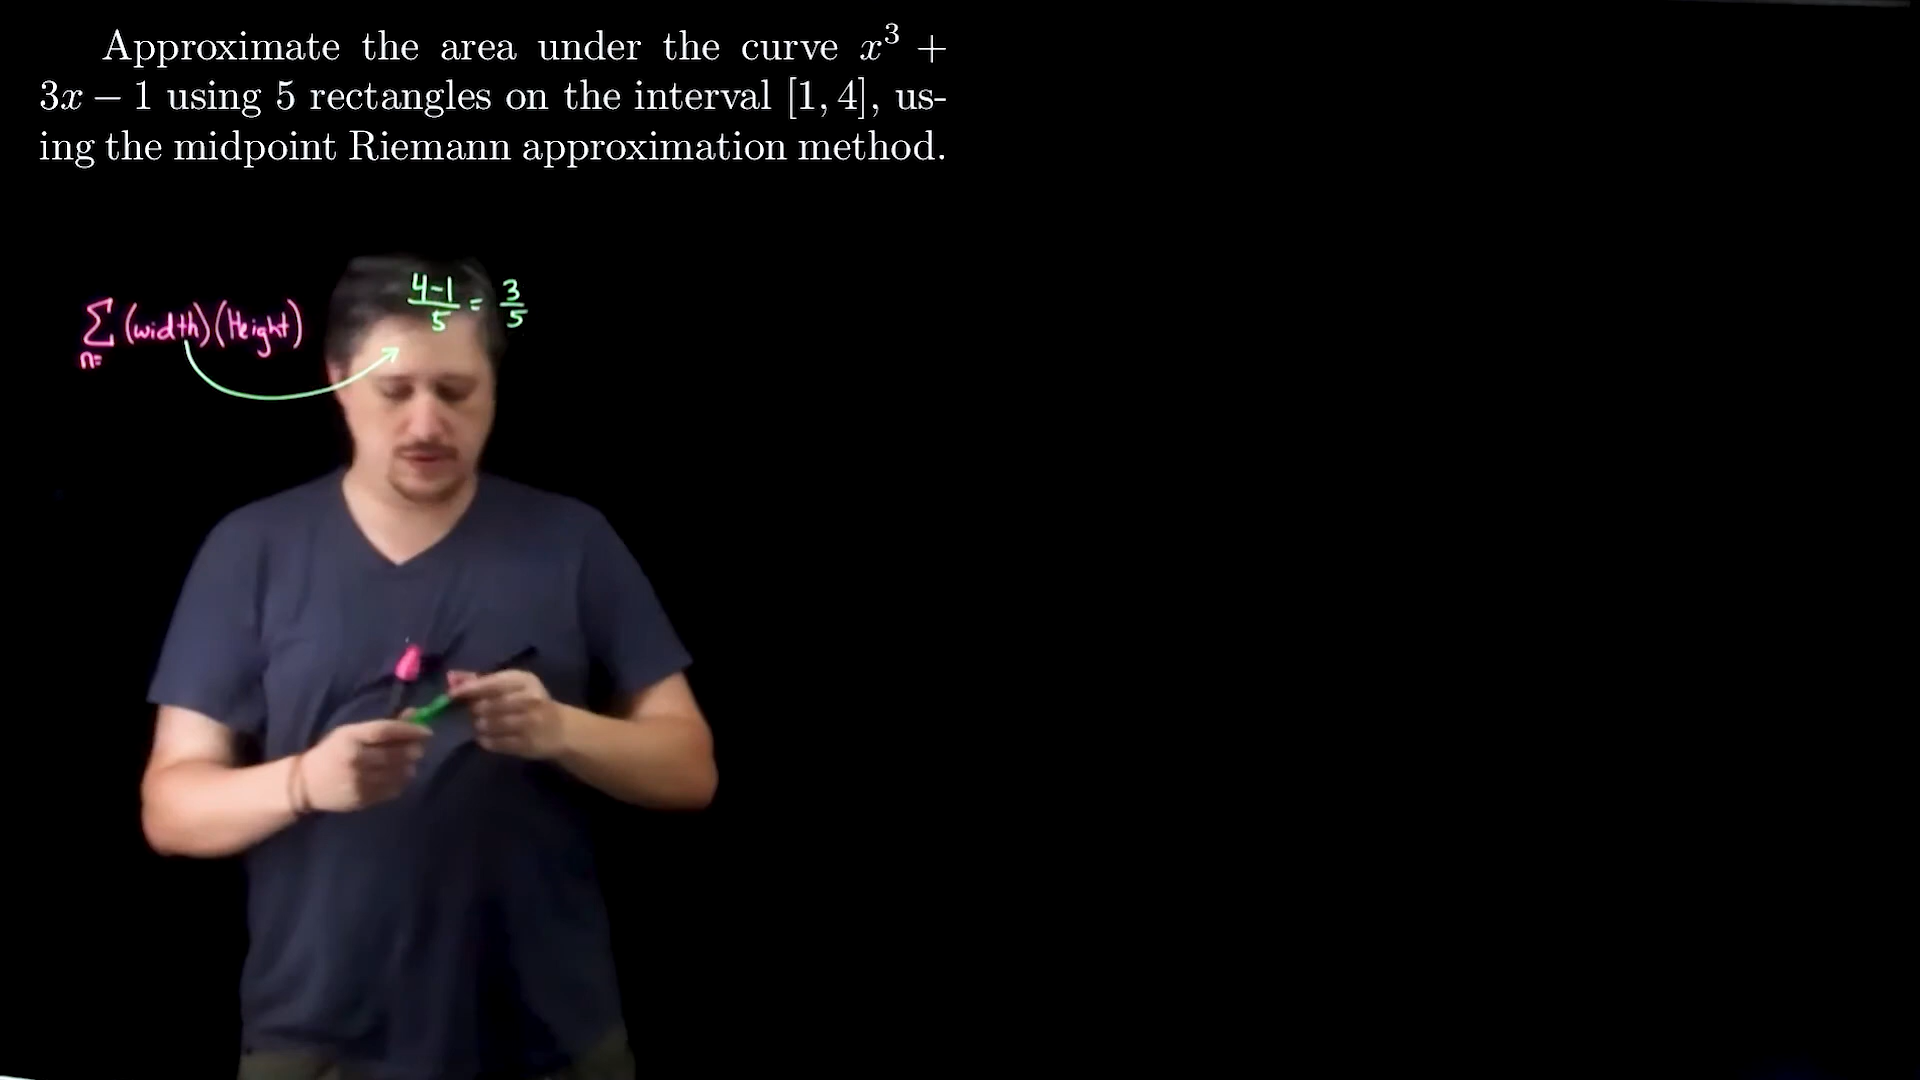 Approximate the area under the curve x³ +
3x − 1 using 5 rectangles on the interval [1, 4], us-
ing the midpoint Riemann approximation method.
∑ (width)(Height)
n=
4-1/5 = 3/5